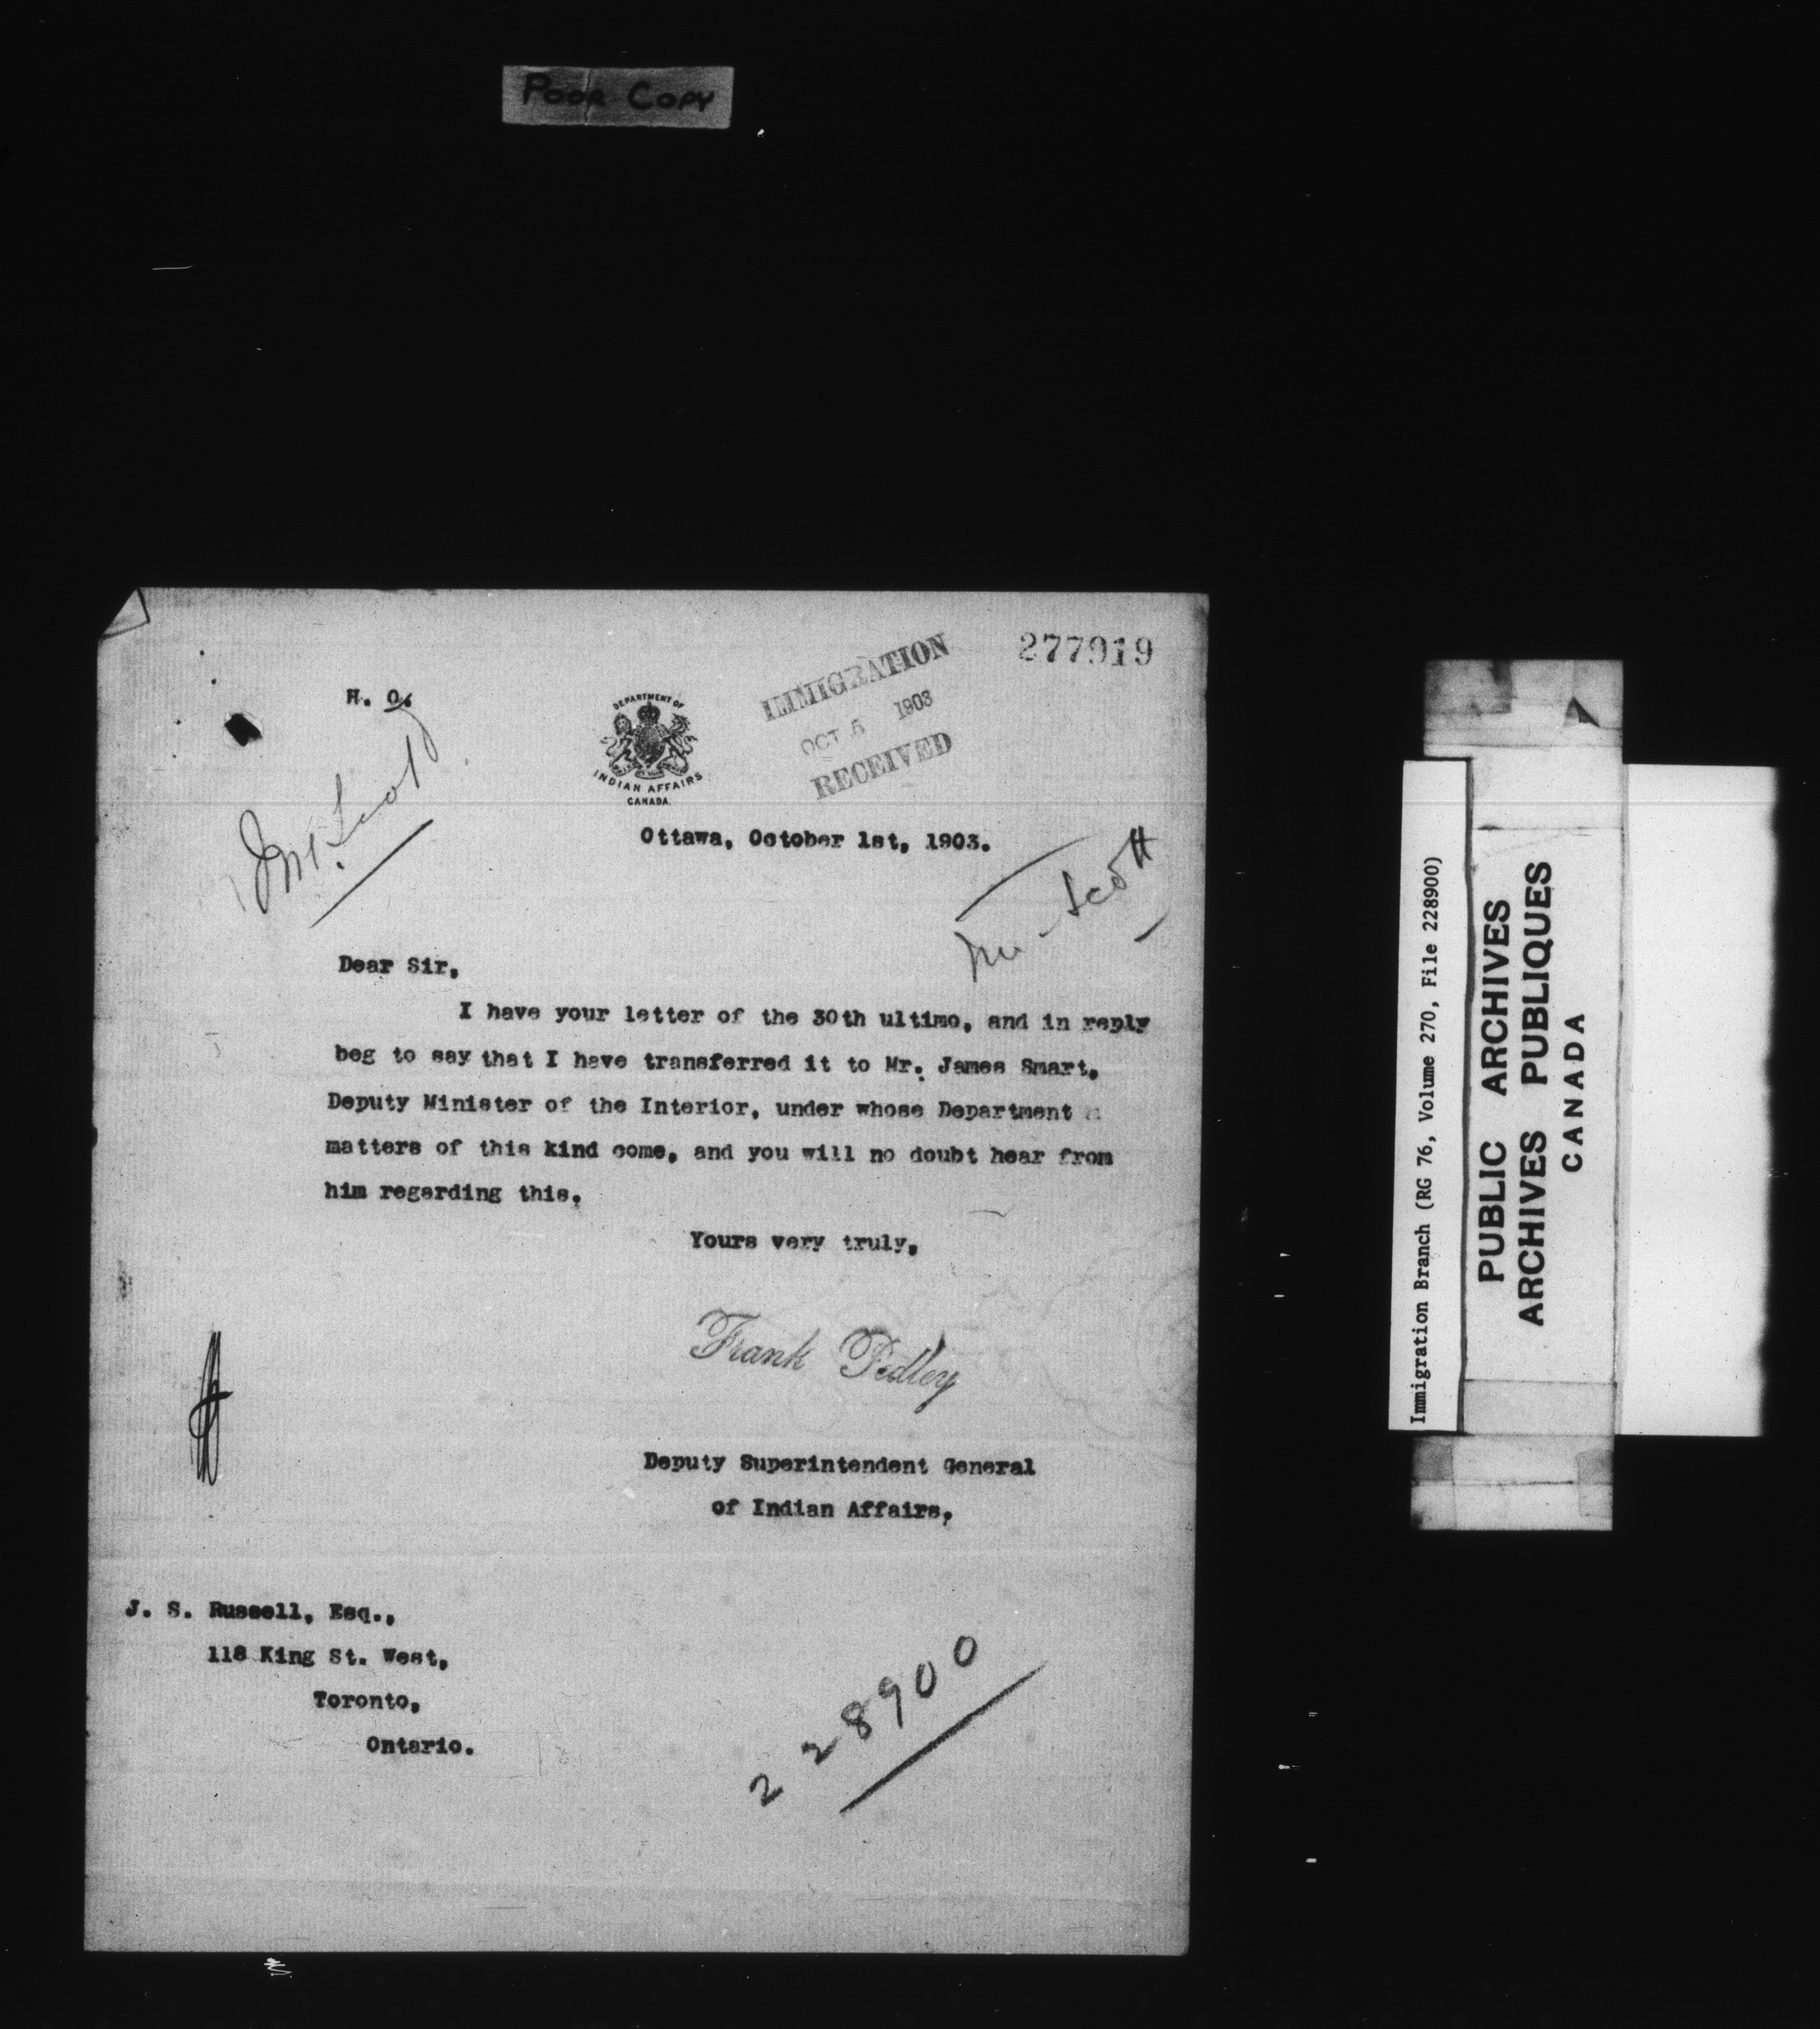 POOR COPY
277919
IMMIGRATION
OCT 5 1903
RECEIVED
H. O.
DEPARTMENT OF
INDIAN AFFAIRS
CANADA.
Ottawa, October 1st, 1903.
Mr. Scott
Mr Scott
Dear Sir,
I have your letter of the 30th ultimo, and in reply
beg to say that I have transferred it to Mr. James Smart,
Deputy Minister of the Interior, under whose Department
matters of this kind come, and you will no doubt hear from
him regarding this.
Yours very truly,
Frank Pedley
Deputy Superintendent General
of Indian Affairs.
J. S. Russell, Esq.,
118 King St. West,
Toronto,
Ontario.
228900
Immigration Branch (RG 76, Volume 270, File 228900)
PUBLIC ARCHIVES
ARCHIVES PUBLIQUES
CANADA